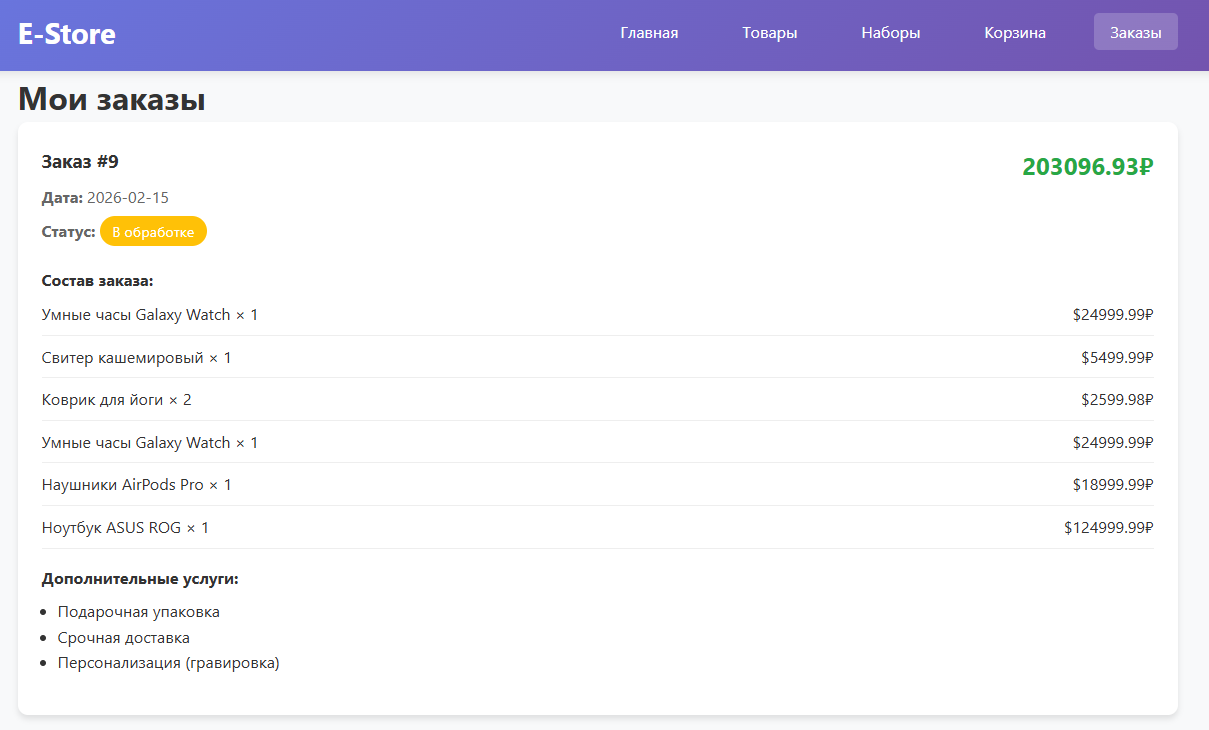 E-Store
Главная
Товары
Наборы
Корзина
Заказы
Мои заказы
Заказ #9
203096.93₽
Дата: 2026-02-15
Статус: В обработке
Состав заказа:
Умные часы Galaxy Watch × 1 $24999.99₽
Свитер кашемировый × 1 $5499.99₽
Коврик для йоги × 2 $2599.98₽
Умные часы Galaxy Watch × 1 $24999.99₽
Наушники AirPods Pro × 1 $18999.99₽
Ноутбук ASUS ROG × 1 $124999.99₽
Дополнительные услуги:
• Подарочная упаковка
• Срочная доставка
• Персонализация (гравировка)